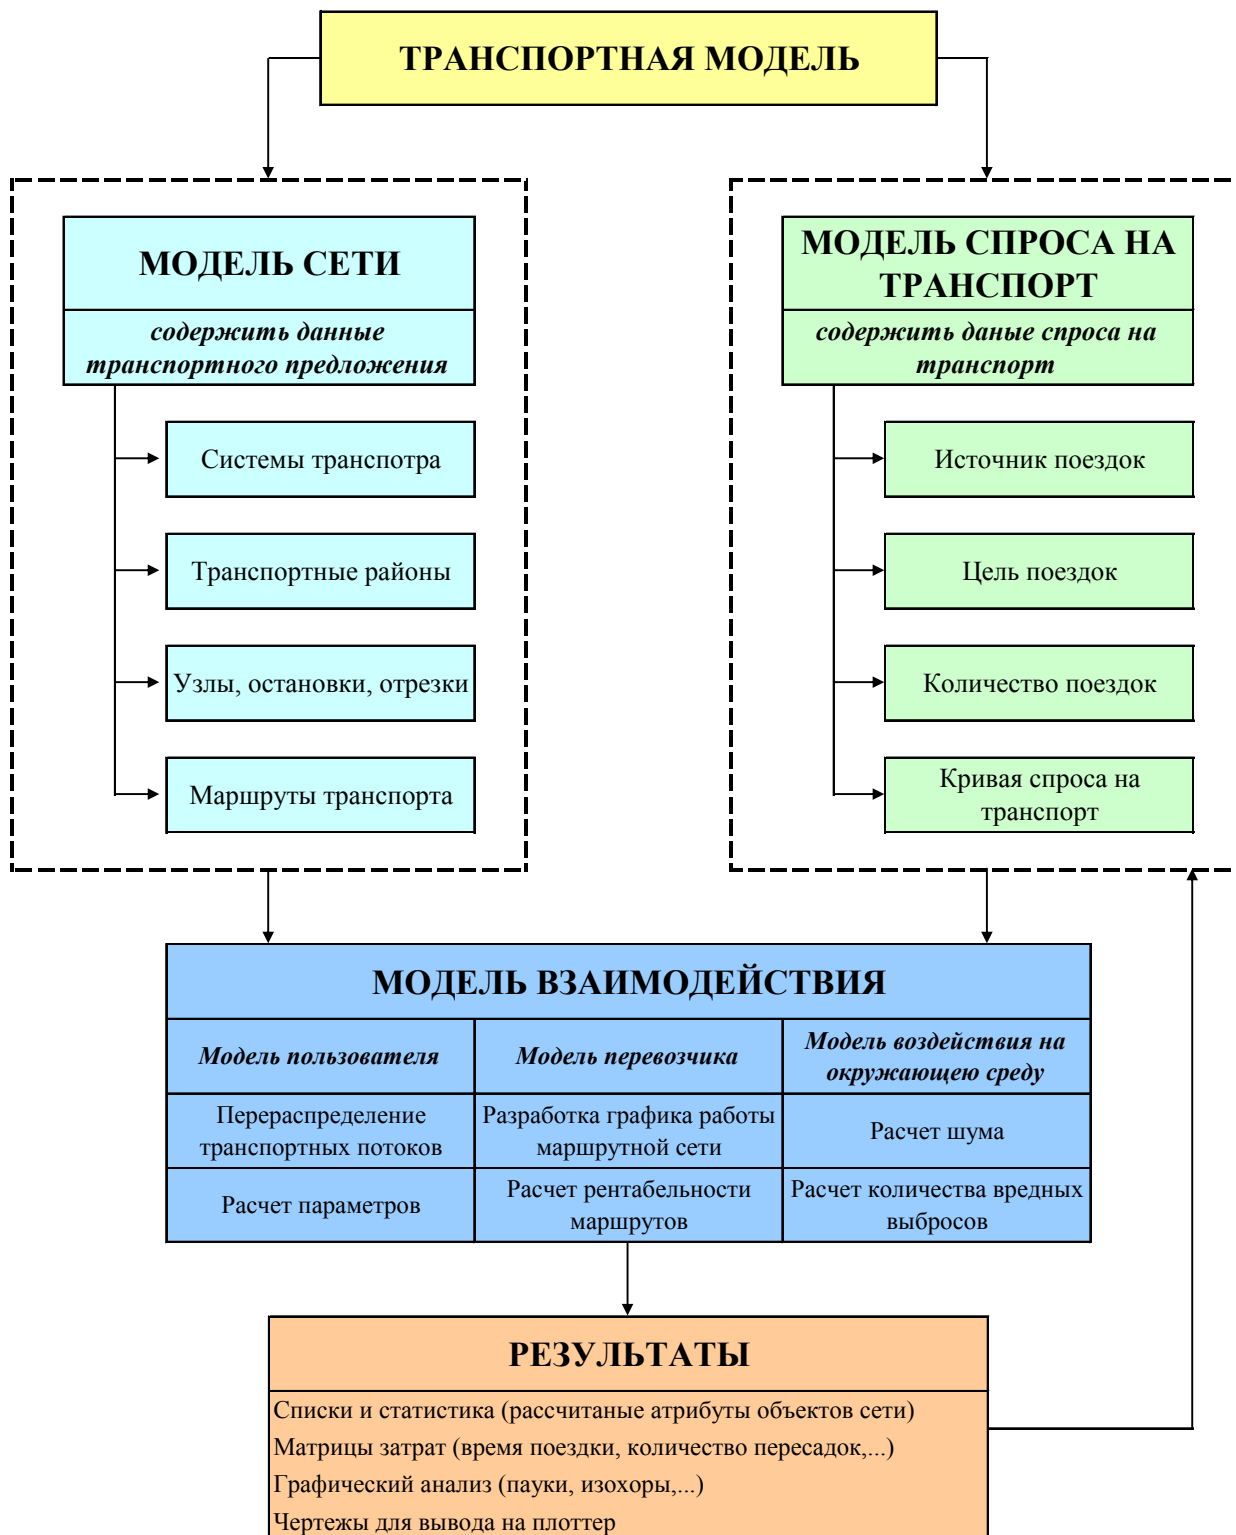 ТРАНСПОРТНАЯ МОДЕЛЬ
МОДЕЛЬ СЕТИ
содержить данные
транспортного предложения
Системы транспотра
Транспортные районы
Узлы, остановки, отрезки
Маршруты транспорта
МОДЕЛЬ СПРОСА НА
ТРАНСПОРТ
содержить даные спроса на
транспорт
Источник поездок
Цель поездок
Количество поездок
Кривая спроса на
транспорт
МОДЕЛЬ ВЗАИМОДЕЙСТВИЯ
Модель пользователя
Модель перевозчика
Модель воздействия на
окружающею среду
Перераспределение
транспортных потоков
Разработка графика работы
маршрутной сети
Расчет шума
Расчет параметров
Расчет рентабельности
маршрутов
Расчет количества вредных
выбросов
РЕЗУЛЬТАТЫ
Списки и статистика (рассчитаные атрибуты объектов сети)
Матрицы затрат (время поездки, количество пересадок,...)
Графический анализ (пауки, изохоры,...)
Чертежы для вывода на плоттер